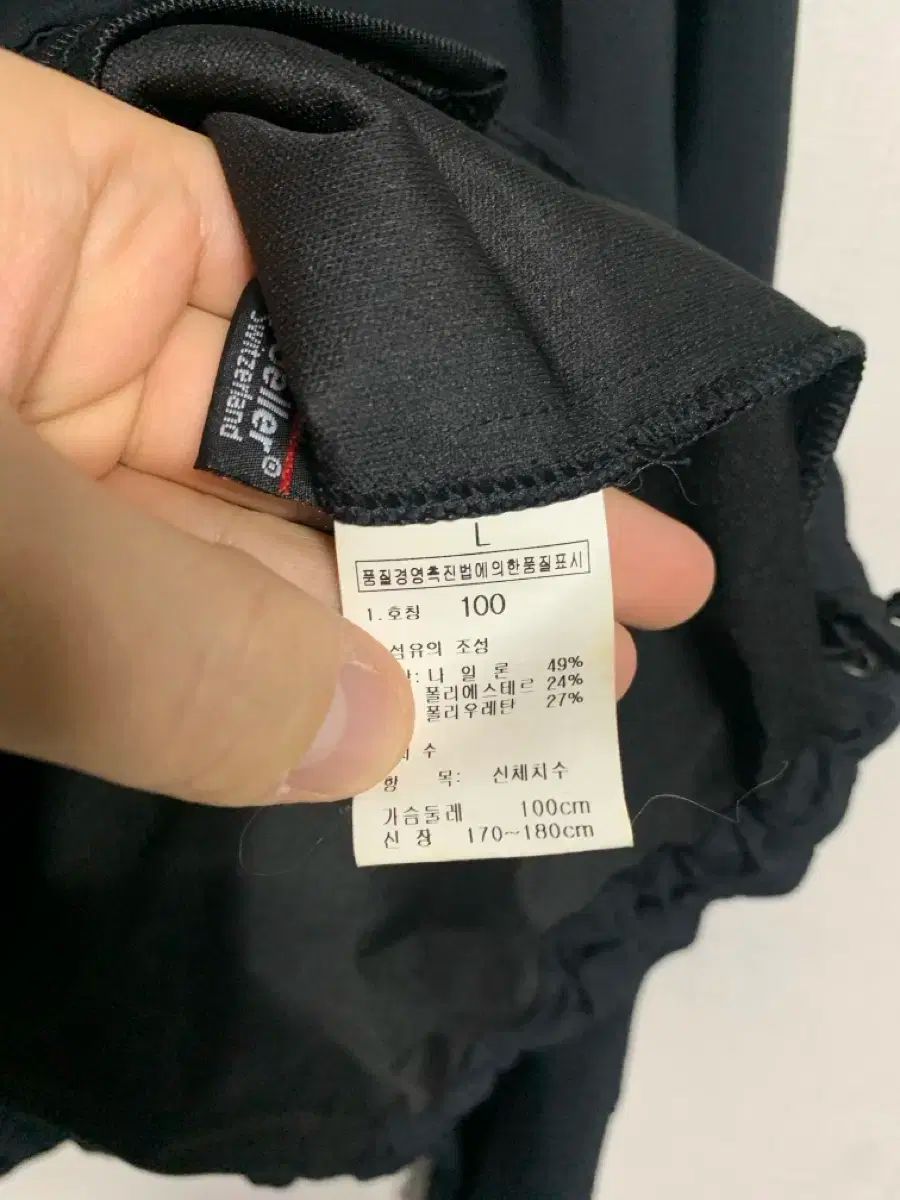 eller®
Switzerland
L
품질경영촉진법에의한품질표시
1.호칭 100
섬유의 조성
나 일 론 49%
폴리에스테르 24%
폴리우레탄 27%
치 수
항 목: 신체치수
가슴둘레 100cm
신 장 170~180cm